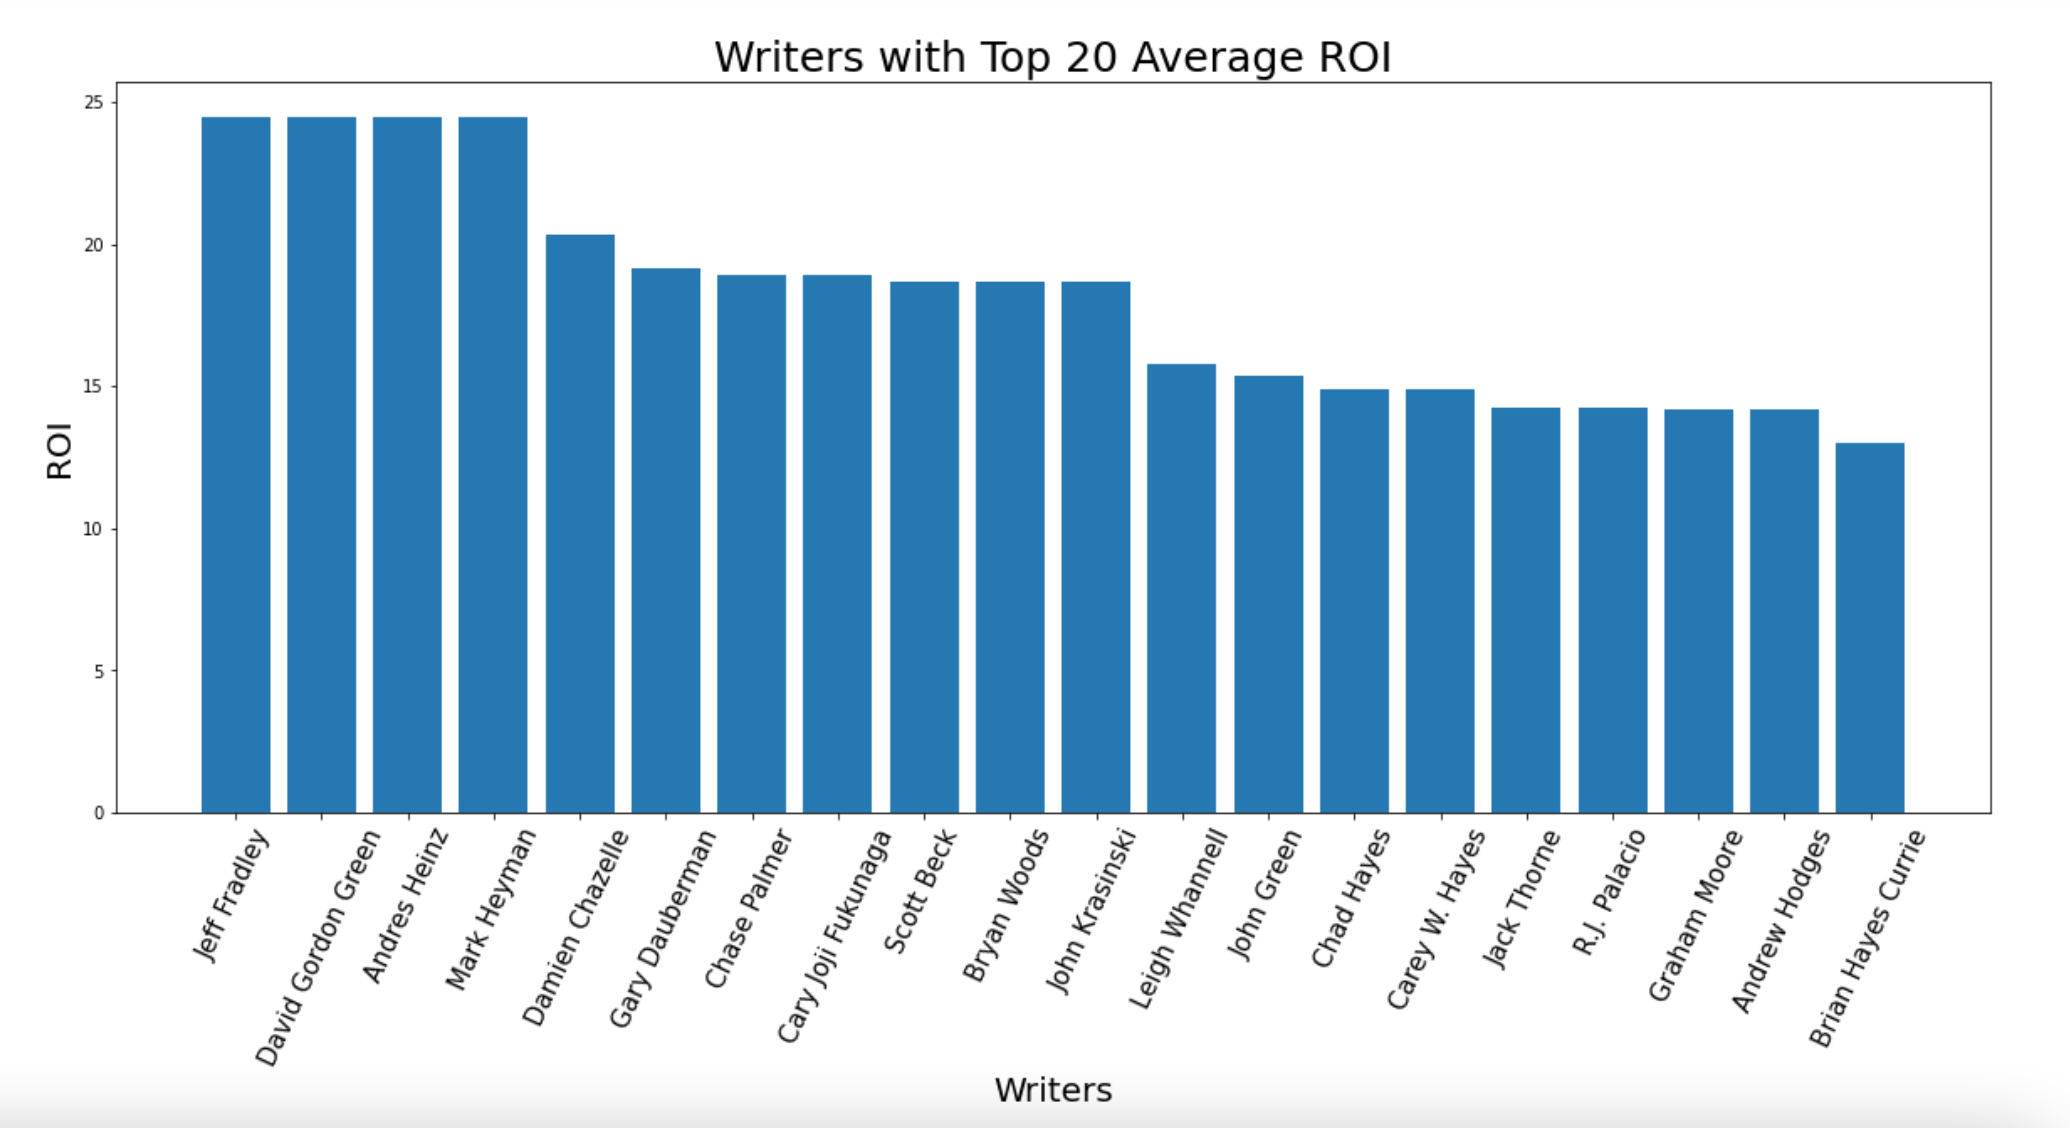 Writers with Top 20 Average ROI
25
20
15
10
5
0
ROI
Jeff Fradley
David Gordon Green
Andres Heinz
Mark Heyman
Damien Chazelle
Gary Dauberman
Chase Palmer
Cary Joji Fukunaga
Scott Beck
Bryan Woods
John Krasinski
Leigh Whannell
John Green
Chad Hayes
Carey W. Hayes
Jack Thorne
R.J. Palacio
Graham Moore
Andrew Hodges
Brian Hayes Currie
Writers